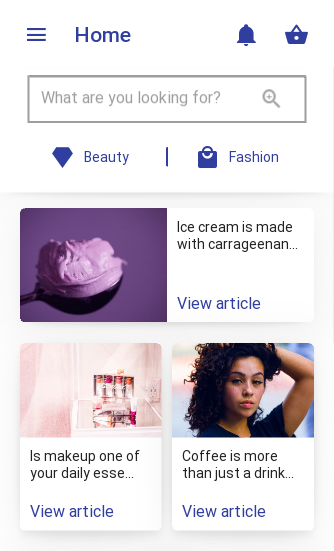 Home
What are you looking for?
Beauty
Fashion
Ice cream is made
with carrageenan...
View article
Is makeup one of
your daily esse...
View article
Coffee is more
than just a drink...
View article